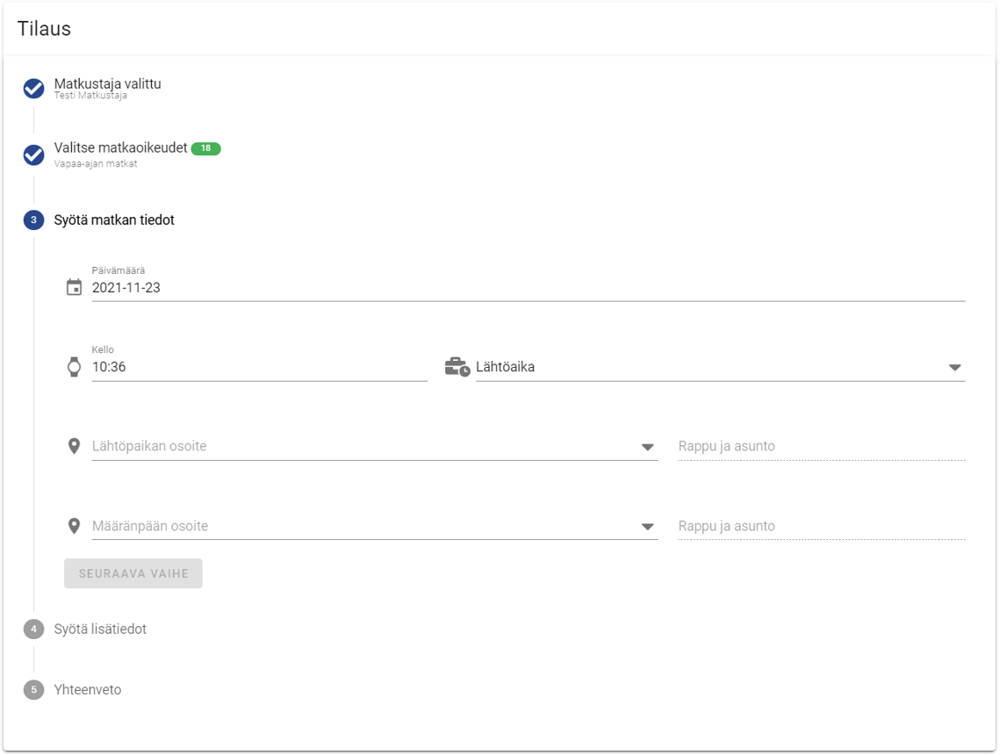 Tilaus
Matkustaja valittu
Testi Matkustaja
Valitse matkaoikeudet 18
Vapaa-ajan matkat
3 Syötä matkan tiedot
Päivämäärä
2021-11-23
Kello
10:36 Lähtöaika
Lähtöpaikan osoite Rappu ja asunto
Määränpään osoite Rappu ja asunto
SEURAAVA VAIHE
4 Syötä lisätiedot
5 Yhteenveto